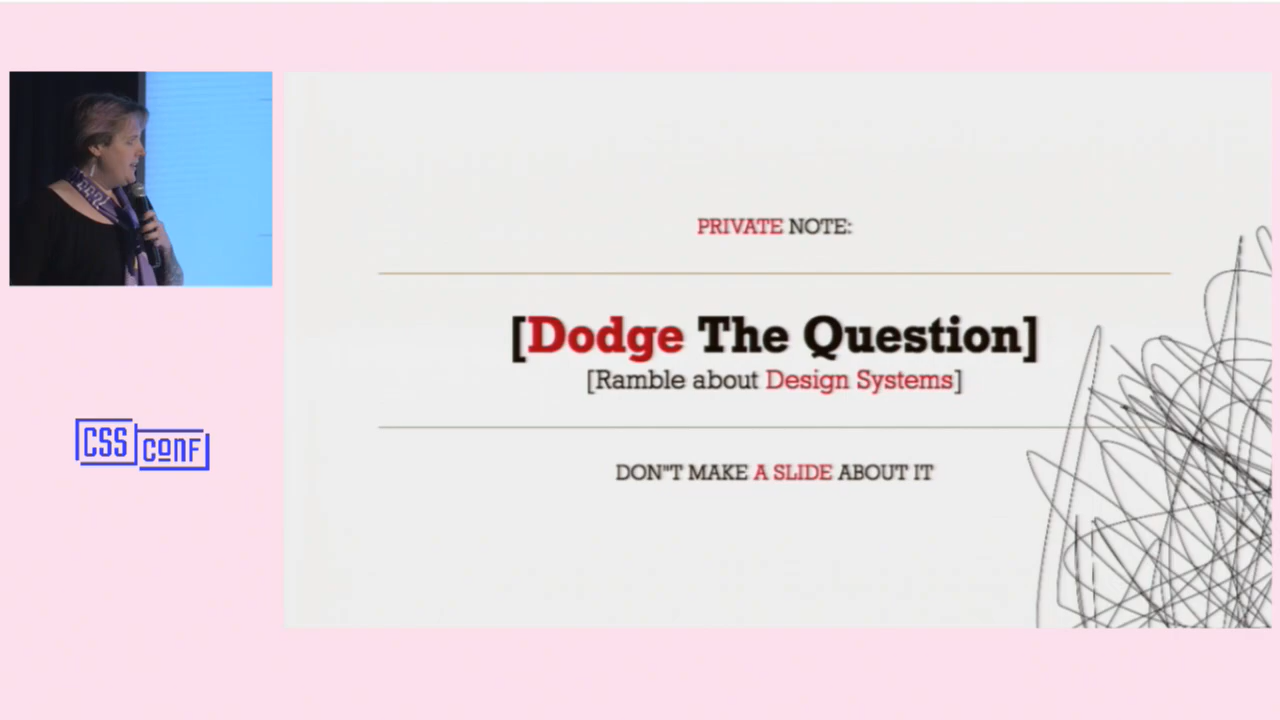 PRIVATE NOTE:
[Dodge The Question]
[Ramble about Design Systems]
DON"T MAKE A SLIDE ABOUT IT
CSS
CONF